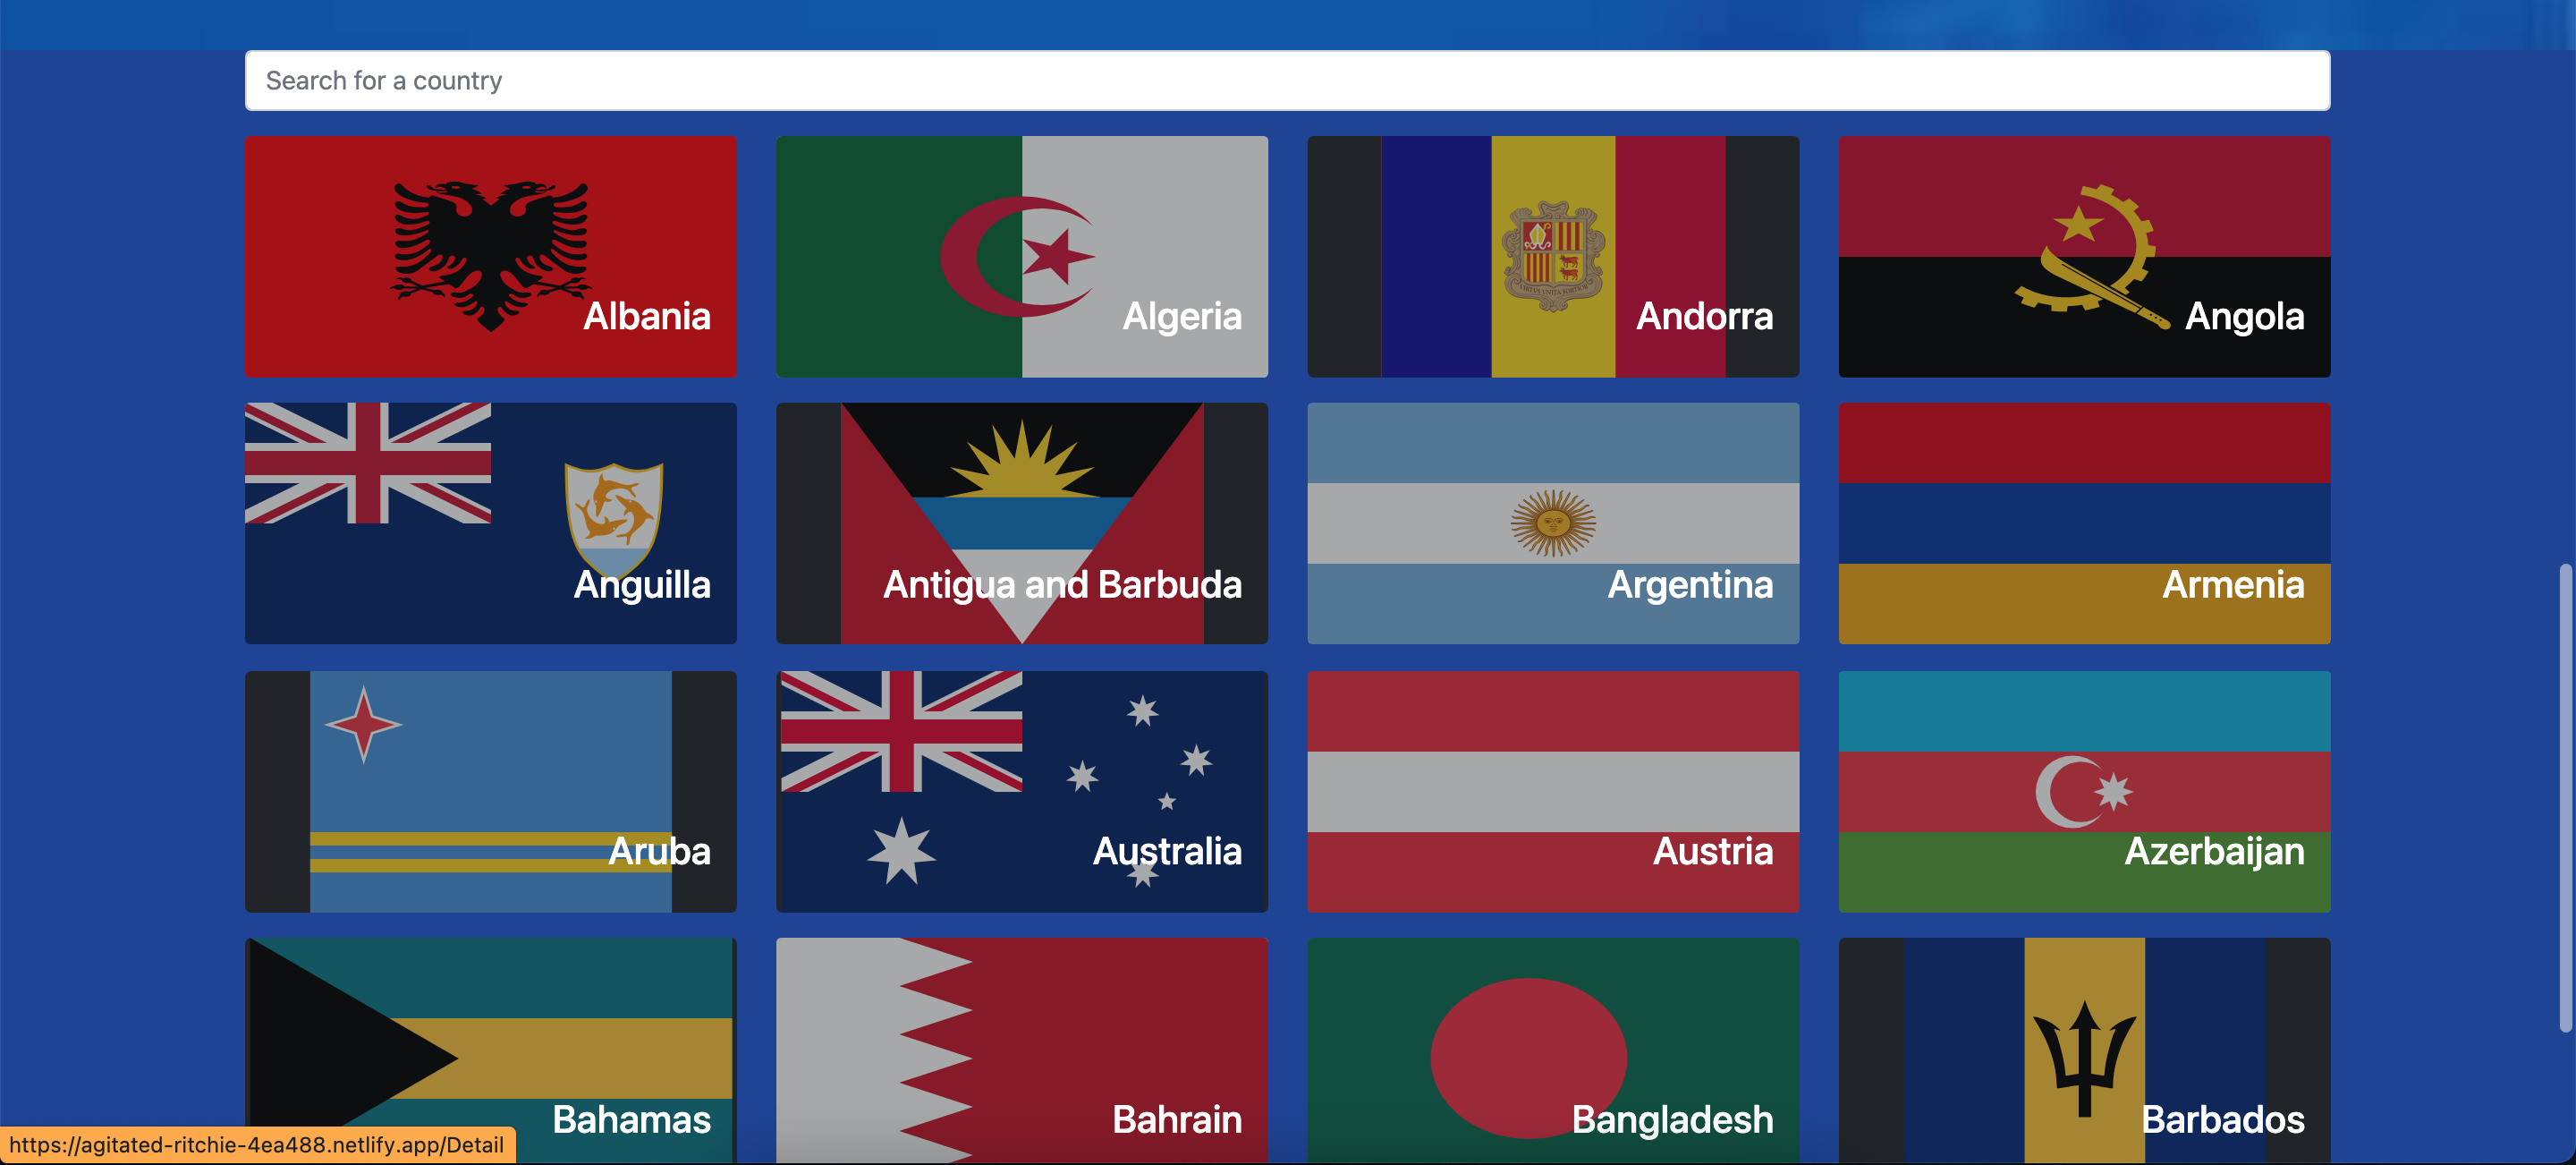 Search for a country
Albania
Algeria
Andorra
Angola
Anguilla
Antigua and Barbuda
Argentina
Armenia
Aruba
Australia
Austria
Azerbaijan
Bahamas
Bahrain
Bangladesh
Barbados
https://agitated-ritchie-4ea488.netlify.app/Detail